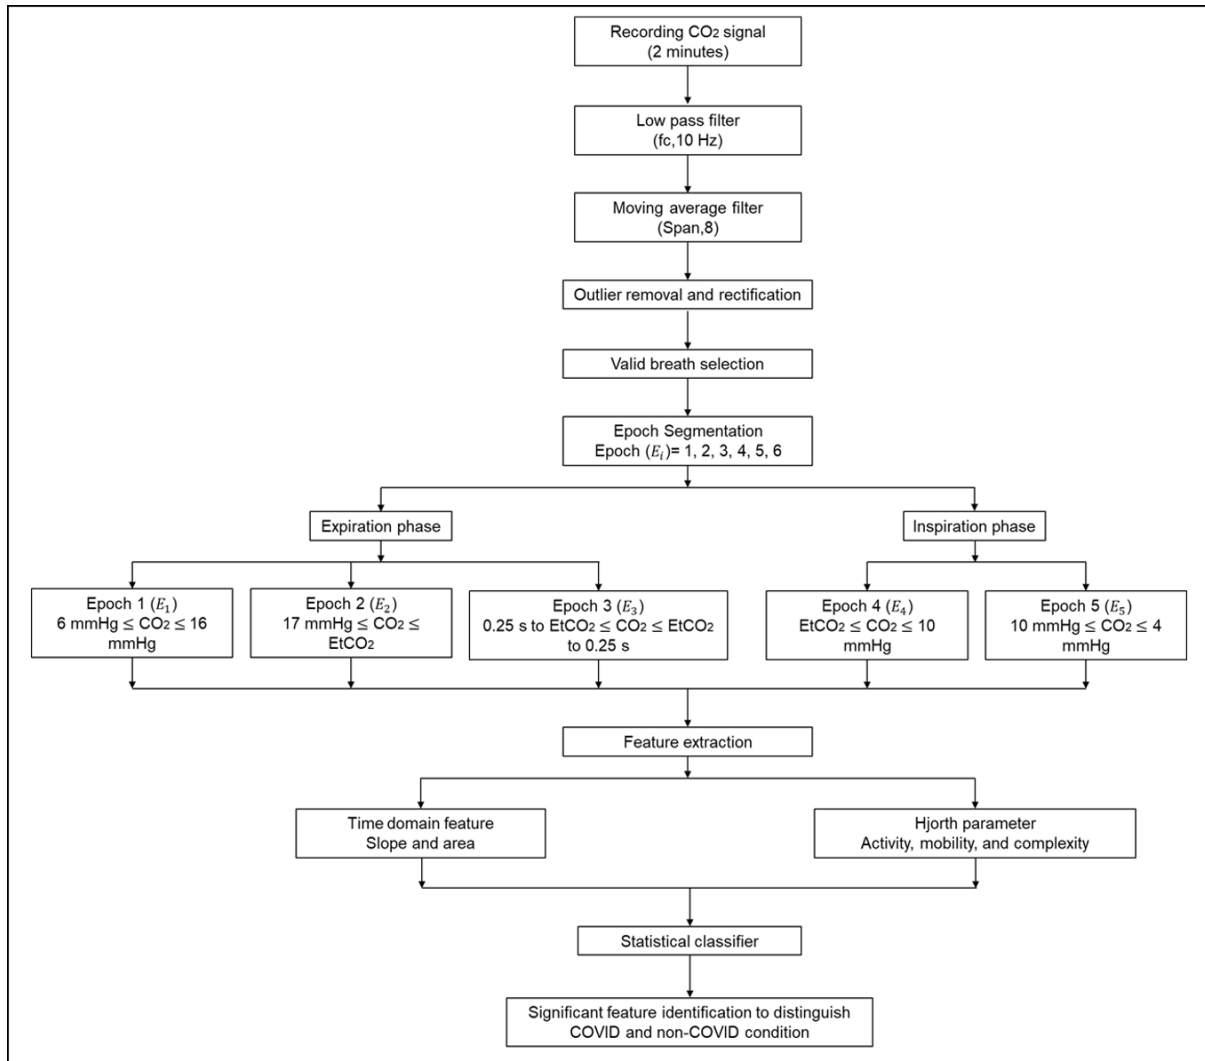 Recording CO₂ signal
(2 minutes)
Low pass filter
(fc,10 Hz)
Moving average filter
(Span,8)
Outlier removal and rectification
Valid breath selection
Epoch Segmentation
Epoch (𝐸ᵢ)= 1, 2, 3, 4, 5, 6
Expiration phase
Inspiration phase
Epoch 1 (𝐸₁)
6 mmHg ≤ CO₂ ≤ 16
mmHg
Epoch 2 (𝐸₂)
17 mmHg ≤ CO₂ ≤
EtCO₂
Epoch 3 (𝐸₃)
0.25 s to EtCO₂ ≤ CO₂ ≤ EtCO₂
to 0.25 s
Epoch 4 (𝐸₄)
EtCO₂ ≤ CO₂ ≤ 10
mmHg
Epoch 5 (𝐸₅)
10 mmHg ≤ CO₂ ≤ 4
mmHg
Feature extraction
Time domain feature
Slope and area
Hjorth parameter
Activity, mobility, and complexity
Statistical classifier
Significant feature identification to distinguish
COVID and non-COVID condition